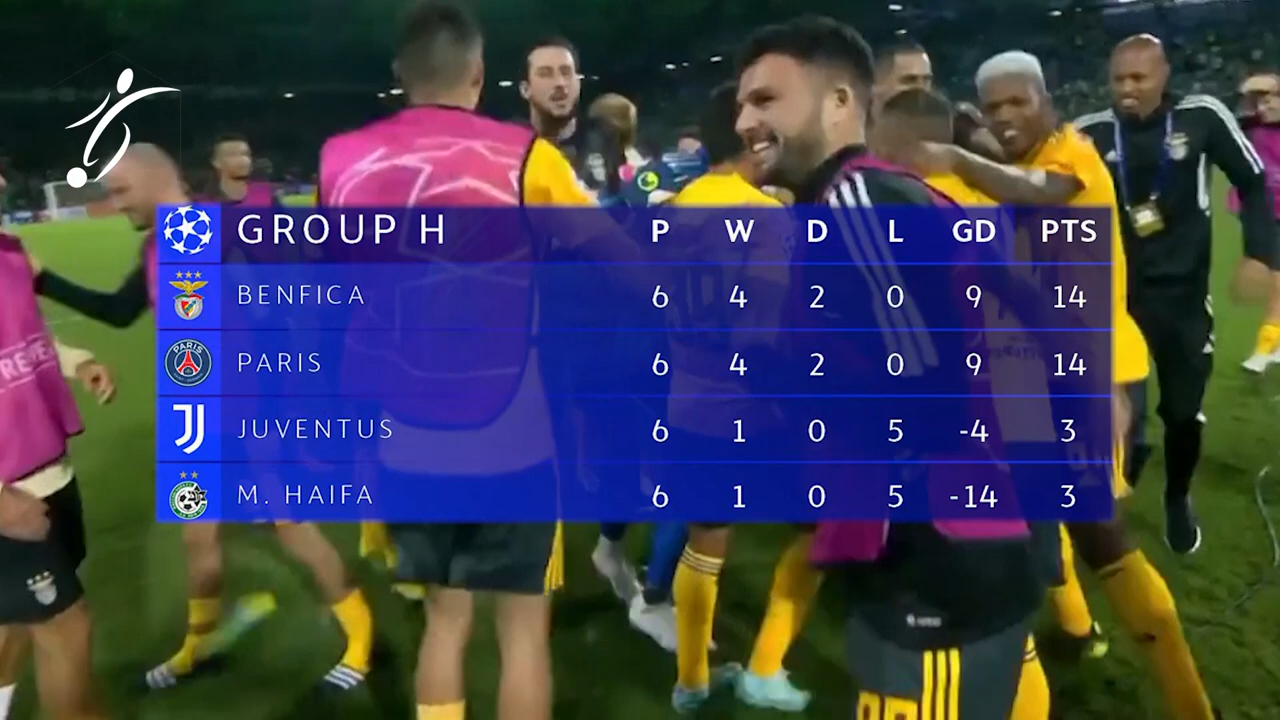 GROUP H P W D L GD PTS
BENFICA 6 4 2 0 9 14
PARIS 6 4 2 0 9 14
JUVENTUS 6 1 0 5 -4 3
M. HAIFA 6 1 0 5 -14 3
PARIS